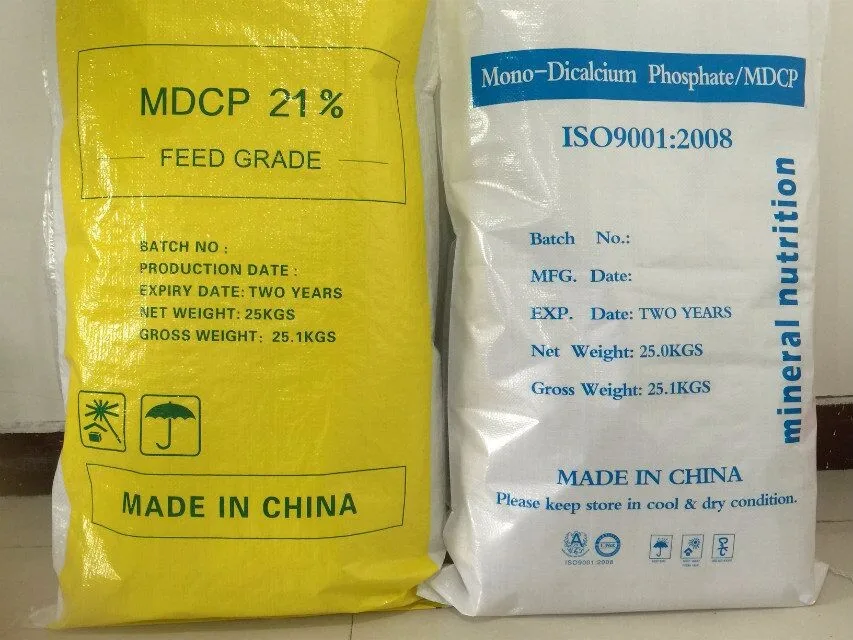 MDCP 21%
FEED GRADE
BATCH NO :
PRODUCTION DATE :
EXPIRY DATE: TWO YEARS
NET WEIGHT: 25KGS
GROSS WEIGHT: 25.1KGS
MADE IN CHINA
Mono-Dicalcium Phosphate/MDCP
ISO9001:2008
Batch No.:
MFG. Date:
EXP. Date: TWO YEARS
Net Weight: 25.0KGS
Gross Weight: 25.1KGS
mineral nutrition
MADE IN CHINA
Please keep store in cool & dry condition.
ISO9001:2008